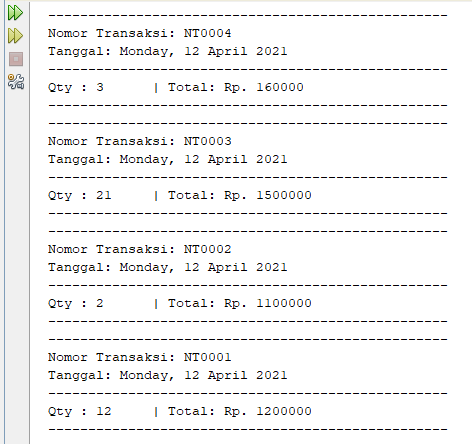 --------------------------------------------------
Nomor Transaksi: NT0004
Tanggal: Monday, 12 April 2021
--------------------------------------------------
Qty : 3      | Total: Rp. 160000
--------------------------------------------------
--------------------------------------------------
Nomor Transaksi: NT0003
Tanggal: Monday, 12 April 2021
--------------------------------------------------
Qty : 21     | Total: Rp. 1500000
--------------------------------------------------
--------------------------------------------------
Nomor Transaksi: NT0002
Tanggal: Monday, 12 April 2021
--------------------------------------------------
Qty : 2      | Total: Rp. 1100000
--------------------------------------------------
--------------------------------------------------
Nomor Transaksi: NT0001
Tanggal: Monday, 12 April 2021
--------------------------------------------------
Qty : 12     | Total: Rp. 1200000
--------------------------------------------------